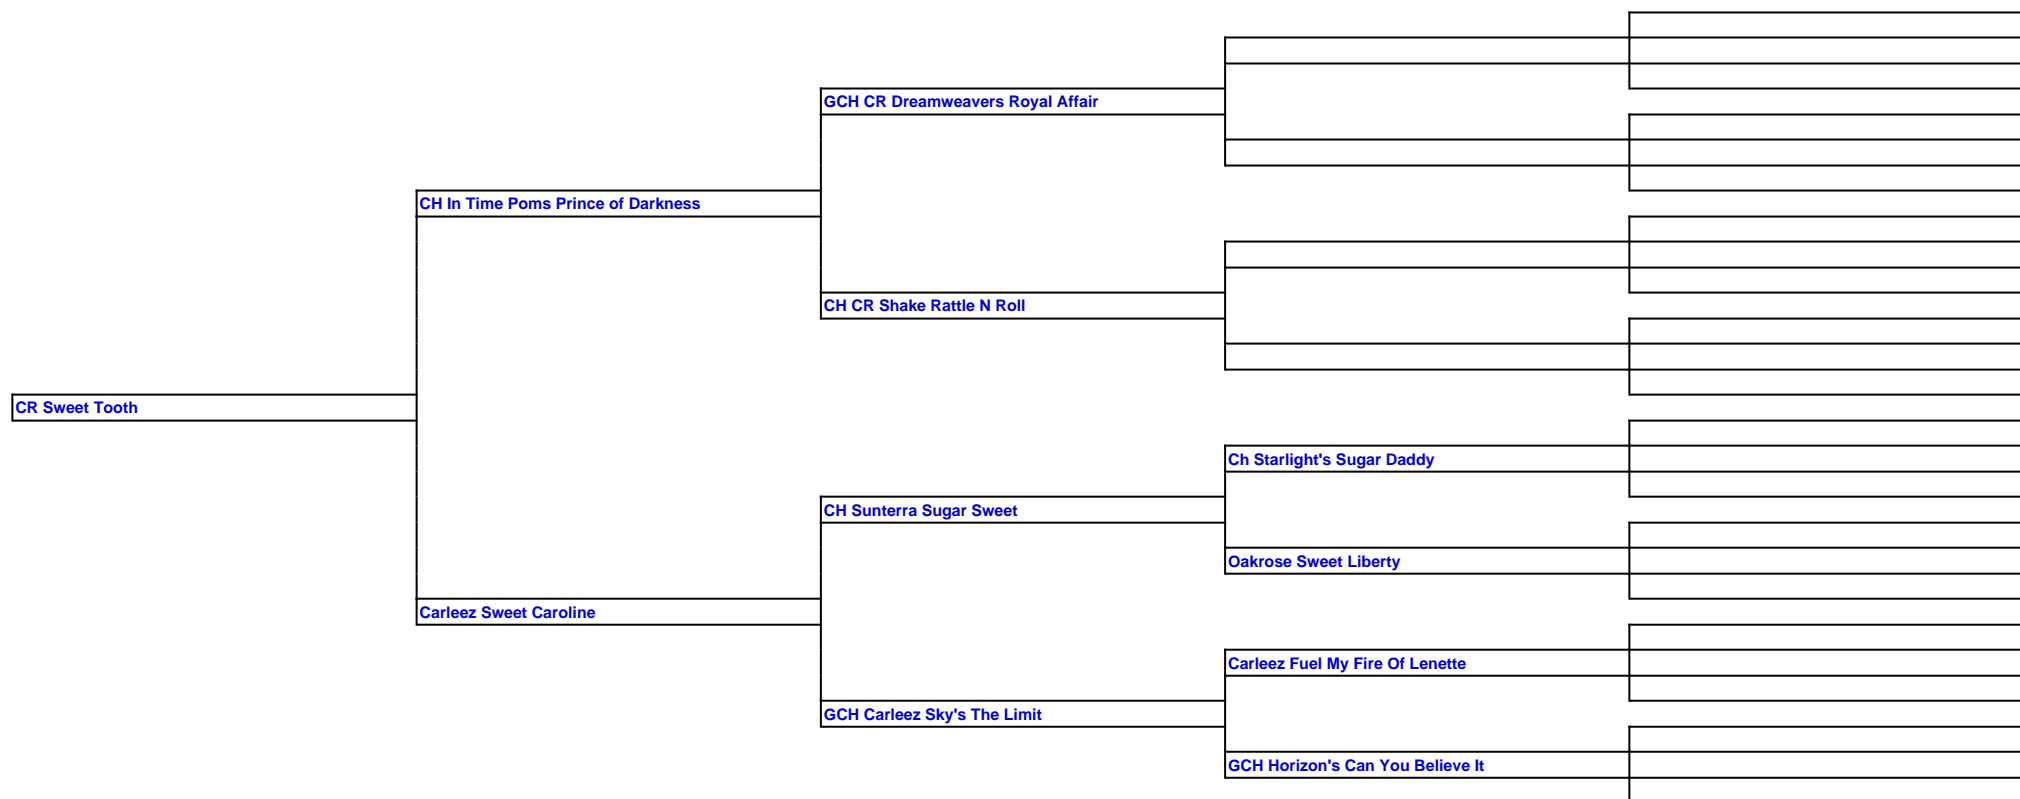 GCH CR Dreamweavers Royal Affair
CH In Time Poms Prince of Darkness
CH CR Shake Rattle N Roll
CR Sweet Tooth
Ch Starlight's Sugar Daddy
CH Sunterra Sugar Sweet
Oakrose Sweet Liberty
Carleez Sweet Caroline
Carleez Fuel My Fire Of Lenette
GCH Carleez Sky's The Limit
GCH Horizon's Can You Believe It